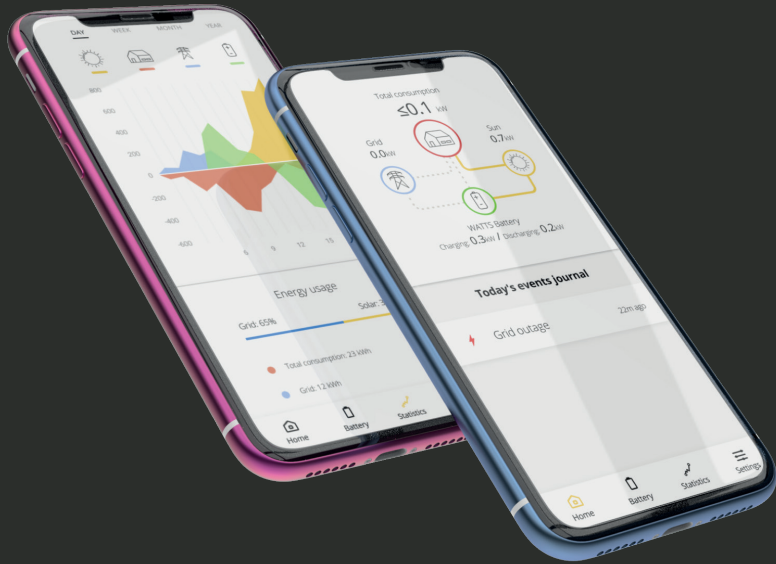 DAY WEEK MONTH YEAR
800
600
400
200
0
-200
-400
-600
6 9 12 15
Energy usage
Grid: 65% Solar: 3
Total consumption: 23 kWh
Grid: 12 kWh
Home Battery Statistics
Total consumption
≤0.1 kW
Grid
0.0kW
Sun
0.7kW
WATTS Battery
Charging: 0.3kW / Discharging: 0.2kW
Today's events journal
Grid outage 22m ago
Home Battery Statistics Settings